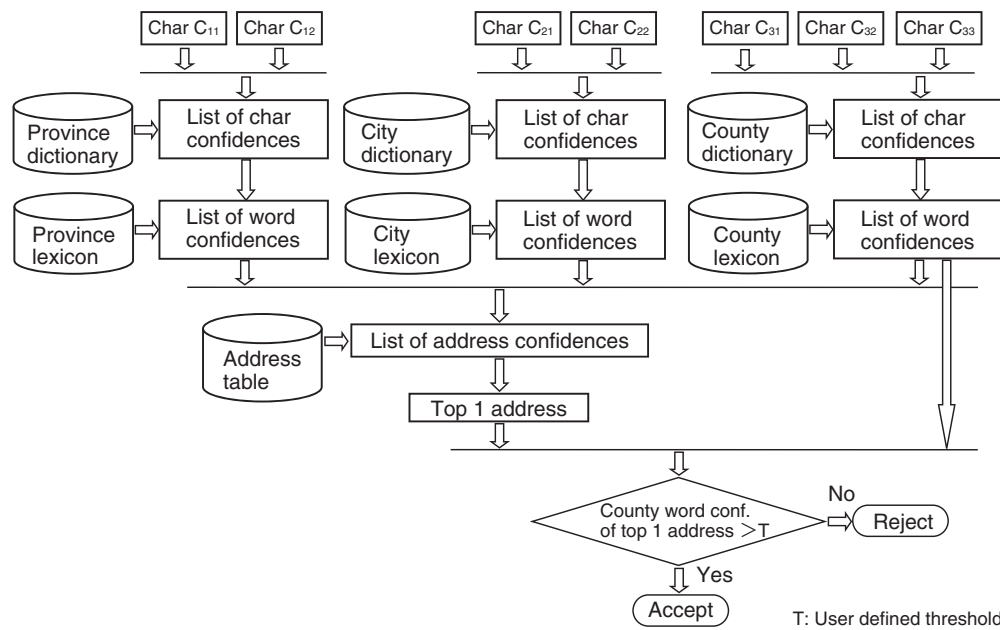 Char C₁₁ Char C₁₂ Char C₂₁ Char C₂₂ Char C₃₁ Char C₃₂ Char C₃₃
Province
dictionary
List of char
confidences
City
dictionary
List of char
confidences
County
dictionary
List of char
confidences
Province
lexicon
List of word
confidences
City
lexicon
List of word
confidences
County
lexicon
List of word
confidences
Address
table
List of address confidences
Top 1 address
County word conf.
of top 1 address >T
No
Reject
Yes
Accept
T: User defined threshold